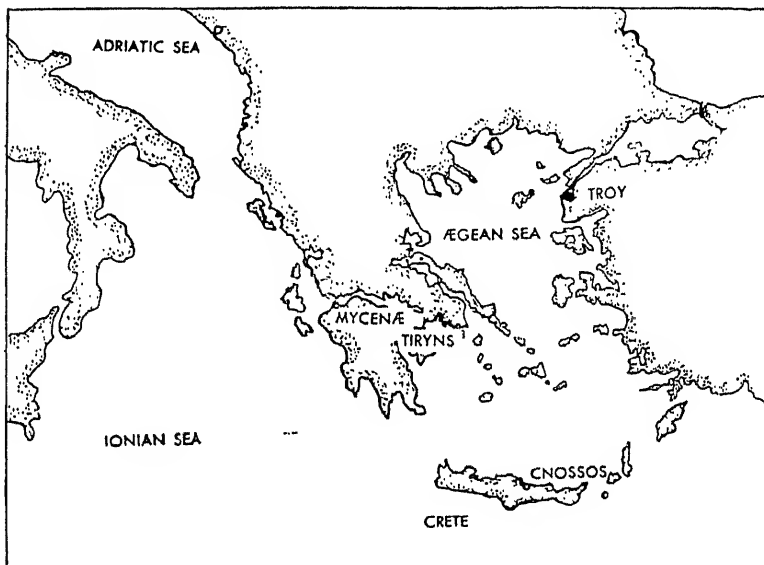 ADRIATIC SEA
TROY
ÆGEAN SEA
MYCENÆ
TIRYNS
IONIAN SEA
CNOSSOS
CRETE